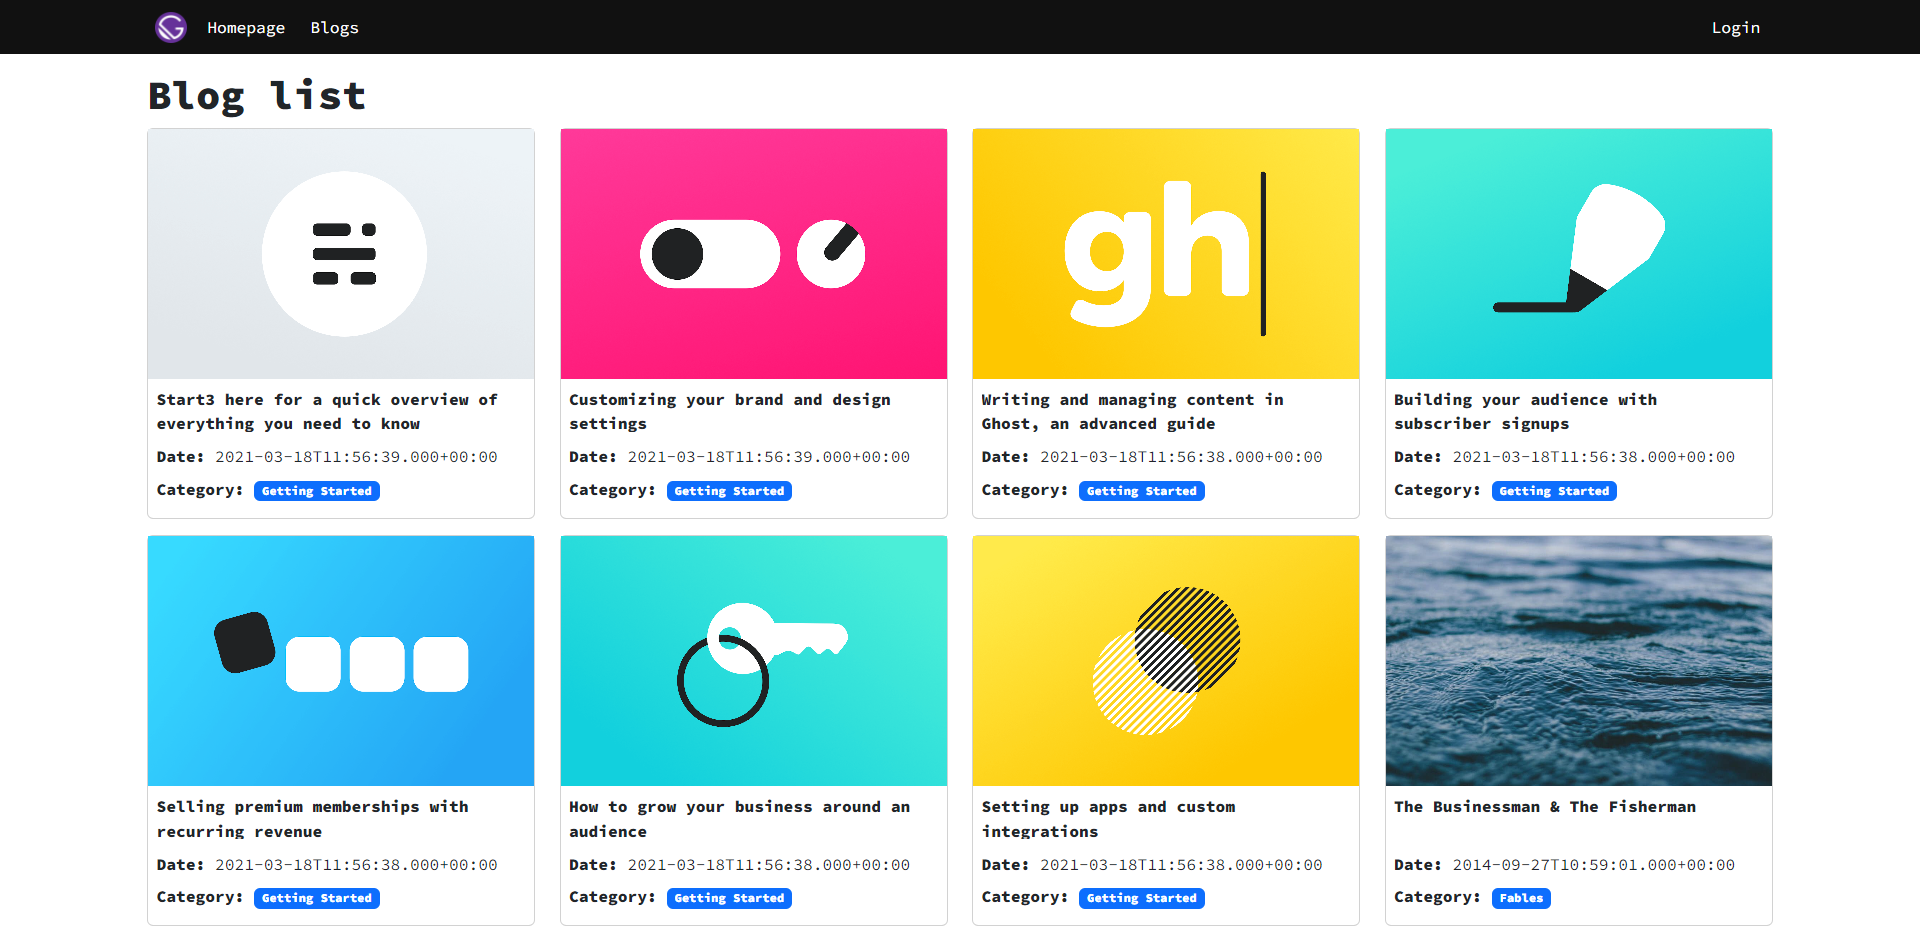 Homepage Blogs Login
Blog list
gh
Start3 here for a quick overview of
everything you need to know
Date: 2021-03-18T11:56:39.000+00:00
Category: Getting Started
Customizing your brand and design
settings
Date: 2021-03-18T11:56:39.000+00:00
Category: Getting Started
Writing and managing content in
Ghost, an advanced guide
Date: 2021-03-18T11:56:38.000+00:00
Category: Getting Started
Building your audience with
subscriber signups
Date: 2021-03-18T11:56:38.000+00:00
Category: Getting Started
Selling premium memberships with
recurring revenue
Date: 2021-03-18T11:56:38.000+00:00
Category: Getting Started
How to grow your business around an
audience
Date: 2021-03-18T11:56:38.000+00:00
Category: Getting Started
Setting up apps and custom
integrations
Date: 2021-03-18T11:56:38.000+00:00
Category: Getting Started
The Businessman & The Fisherman
Date: 2014-09-27T10:59:01.000+00:00
Category: Fables